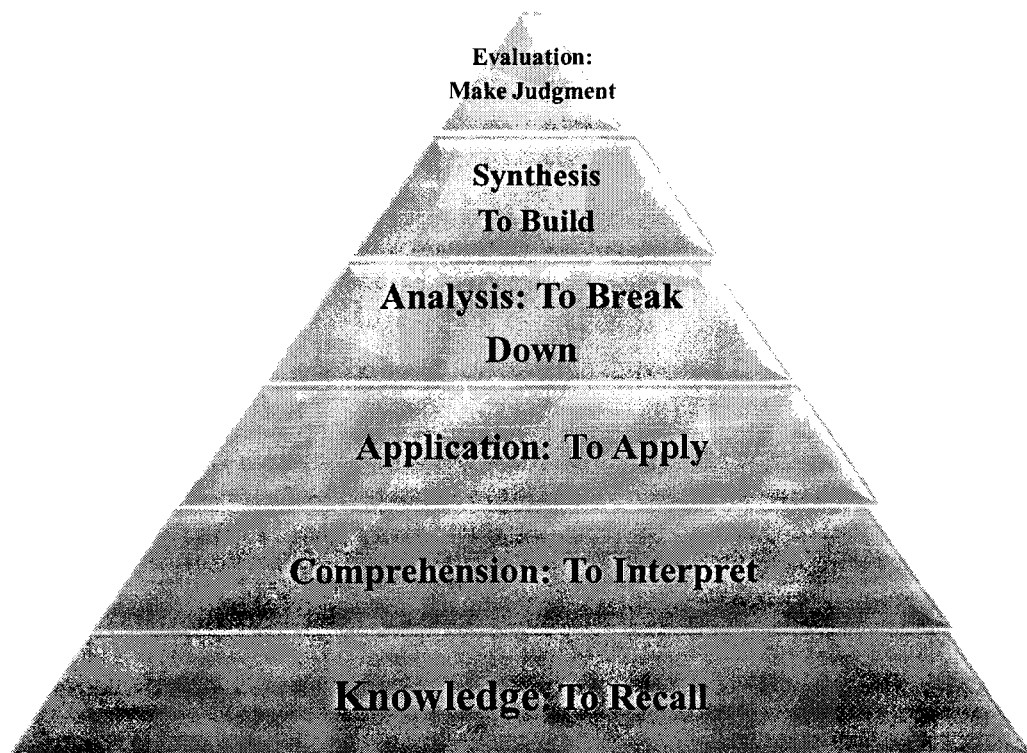 Evaluation:
Make Judgment
Synthesis
To Build
Analysis: To Break
Down
Application: To Apply
Comprehension: To Interpret
Knowledge: To Recall